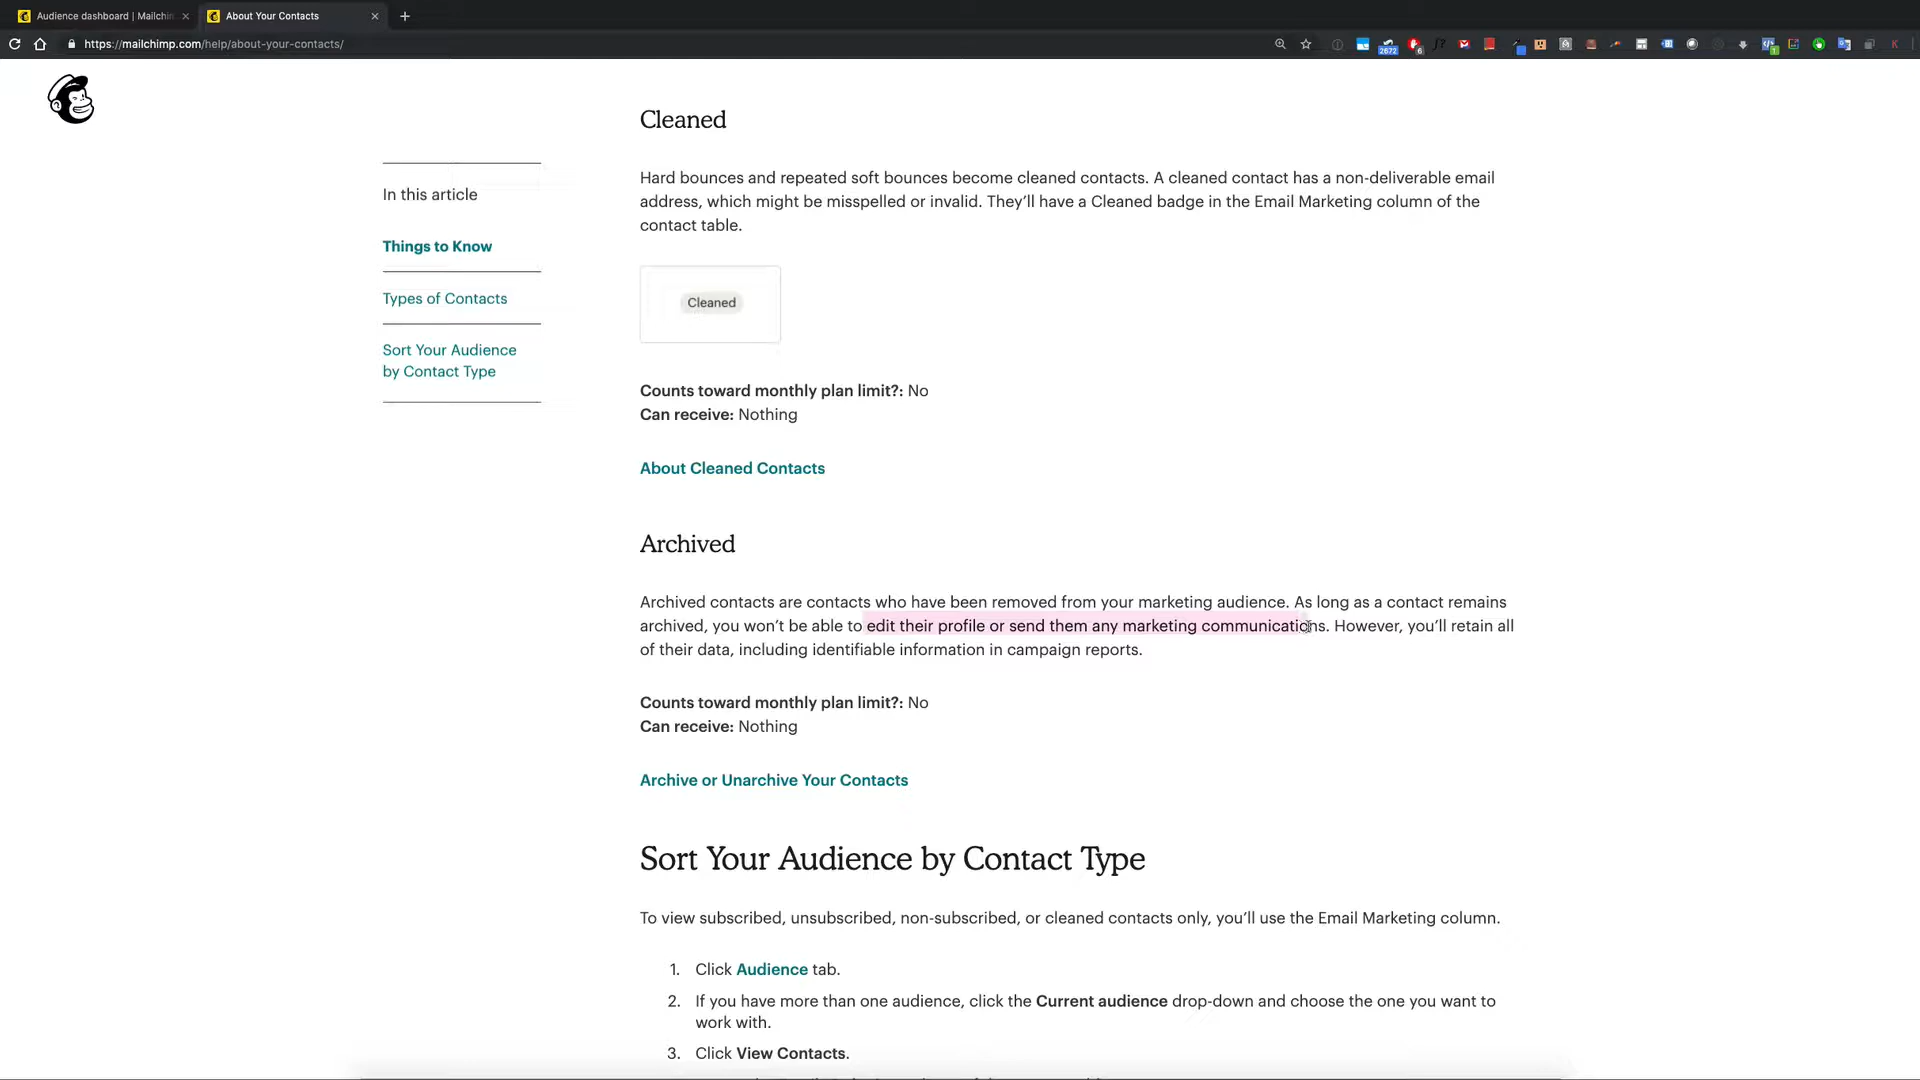 Audience dashboard | Mailchi
About Your Contacts
https://mailchimp.com/help/about-your-contacts/
2672
6
Cleaned
In this article
Things to Know
Types of Contacts
Sort Your Audience
by Contact Type
Hard bounces and repeated soft bounces become cleaned contacts. A cleaned contact has a non-deliverable email
address, which might be misspelled or invalid. They’ll have a Cleaned badge in the Email Marketing column of the
contact table.
Cleaned
Counts toward monthly plan limit?: No
Can receive: Nothing
About Cleaned Contacts
Archived
Archived contacts are contacts who have been removed from your marketing audience. As long as a contact remains
archived, you won’t be able to edit their profile or send them any marketing communications. However, you’ll retain all
of their data, including identifiable information in campaign reports.
Counts toward monthly plan limit?: No
Can receive: Nothing
Archive or Unarchive Your Contacts
Sort Your Audience by Contact Type
To view subscribed, unsubscribed, non-subscribed, or cleaned contacts only, you’ll use the Email Marketing column.
1. Click Audience tab.
2. If you have more than one audience, click the Current audience drop-down and choose the one you want to
work with.
3. Click View Contacts.